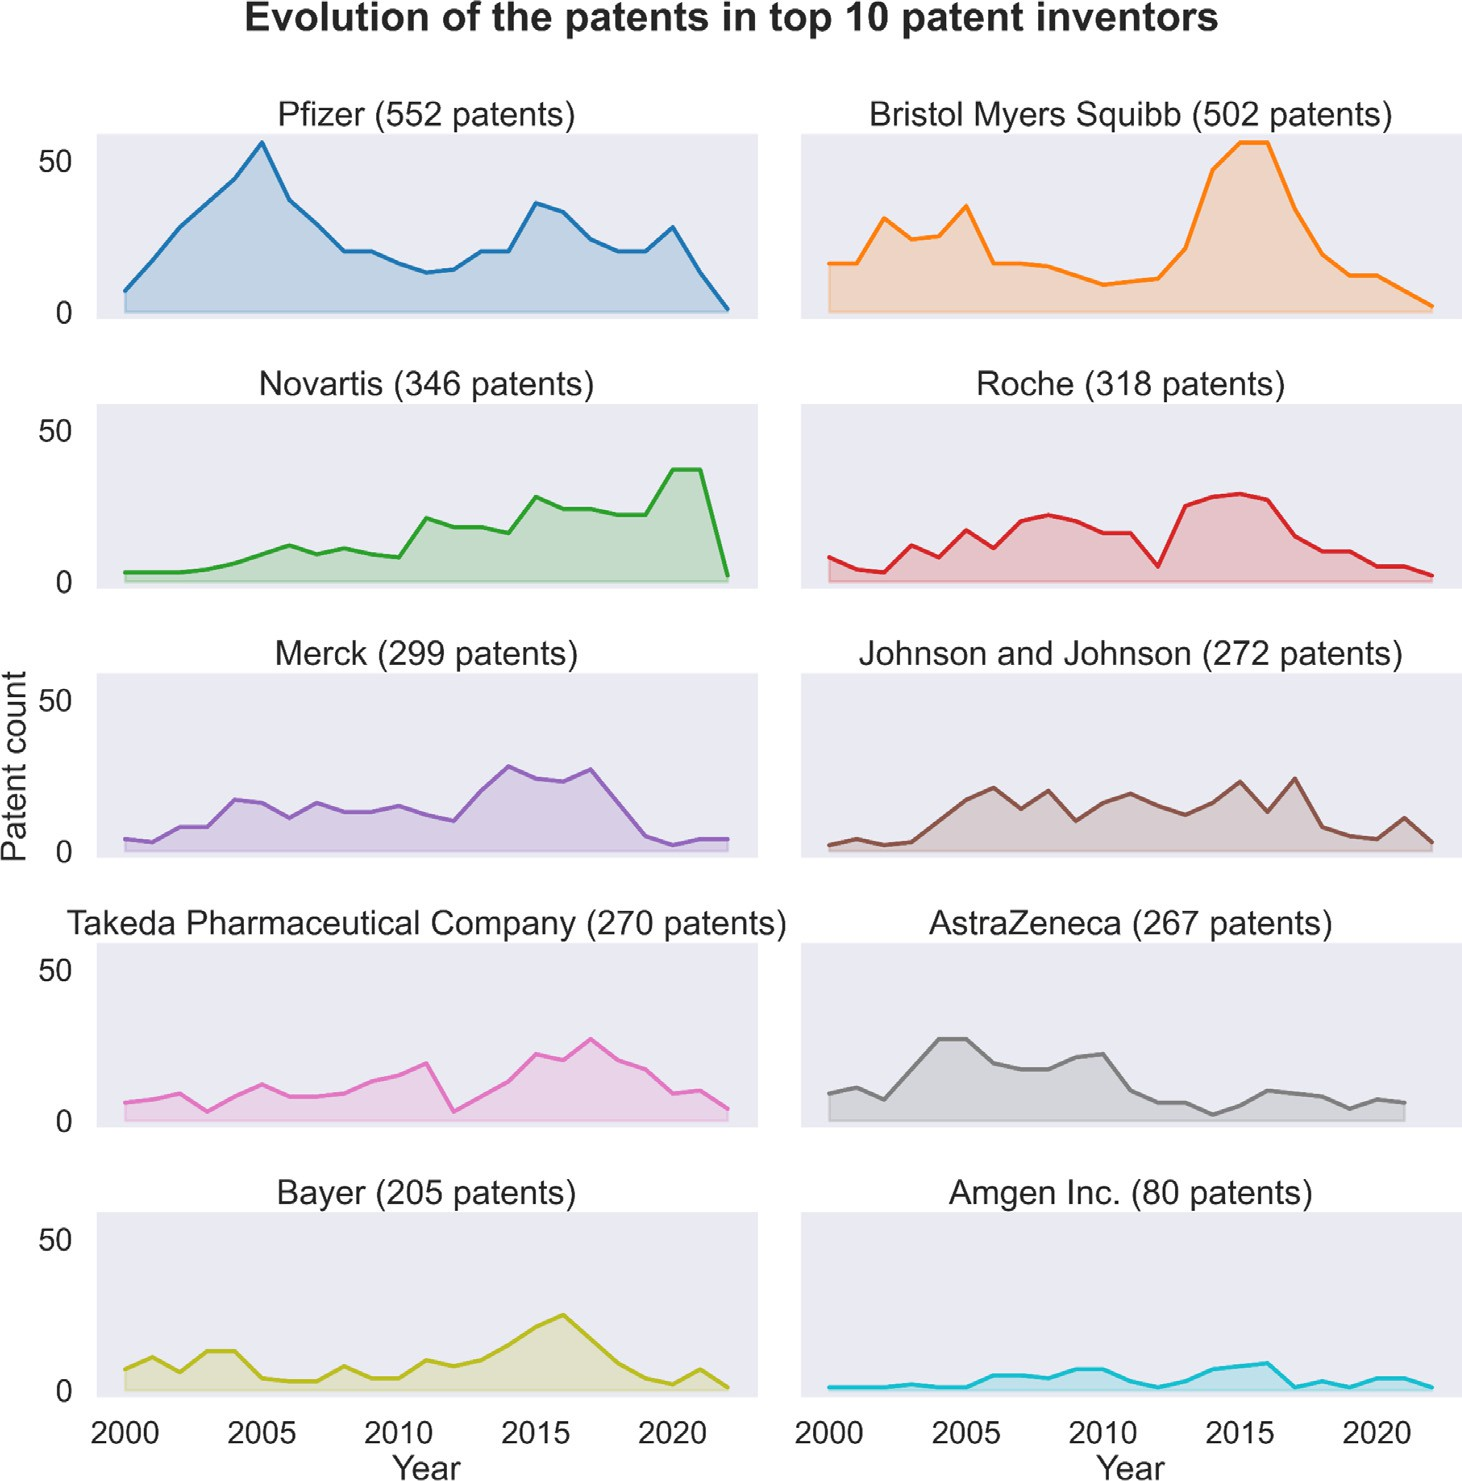 Evolution of the patents in top 10 patent inventors
Pfizer (552 patents)
Bristol Myers Squibb (502 patents)
50
0
Novartis (346 patents)
Roche (318 patents)
50
0
Merck (299 patents)
Johnson and Johnson (272 patents)
50
0
Patent count
Takeda Pharmaceutical Company (270 patents)
AstraZeneca (267 patents)
50
0
Bayer (205 patents)
Amgen Inc. (80 patents)
50
0
2000 2005 2010 2015 2020
2000 2005 2010 2015 2020
Year
Year